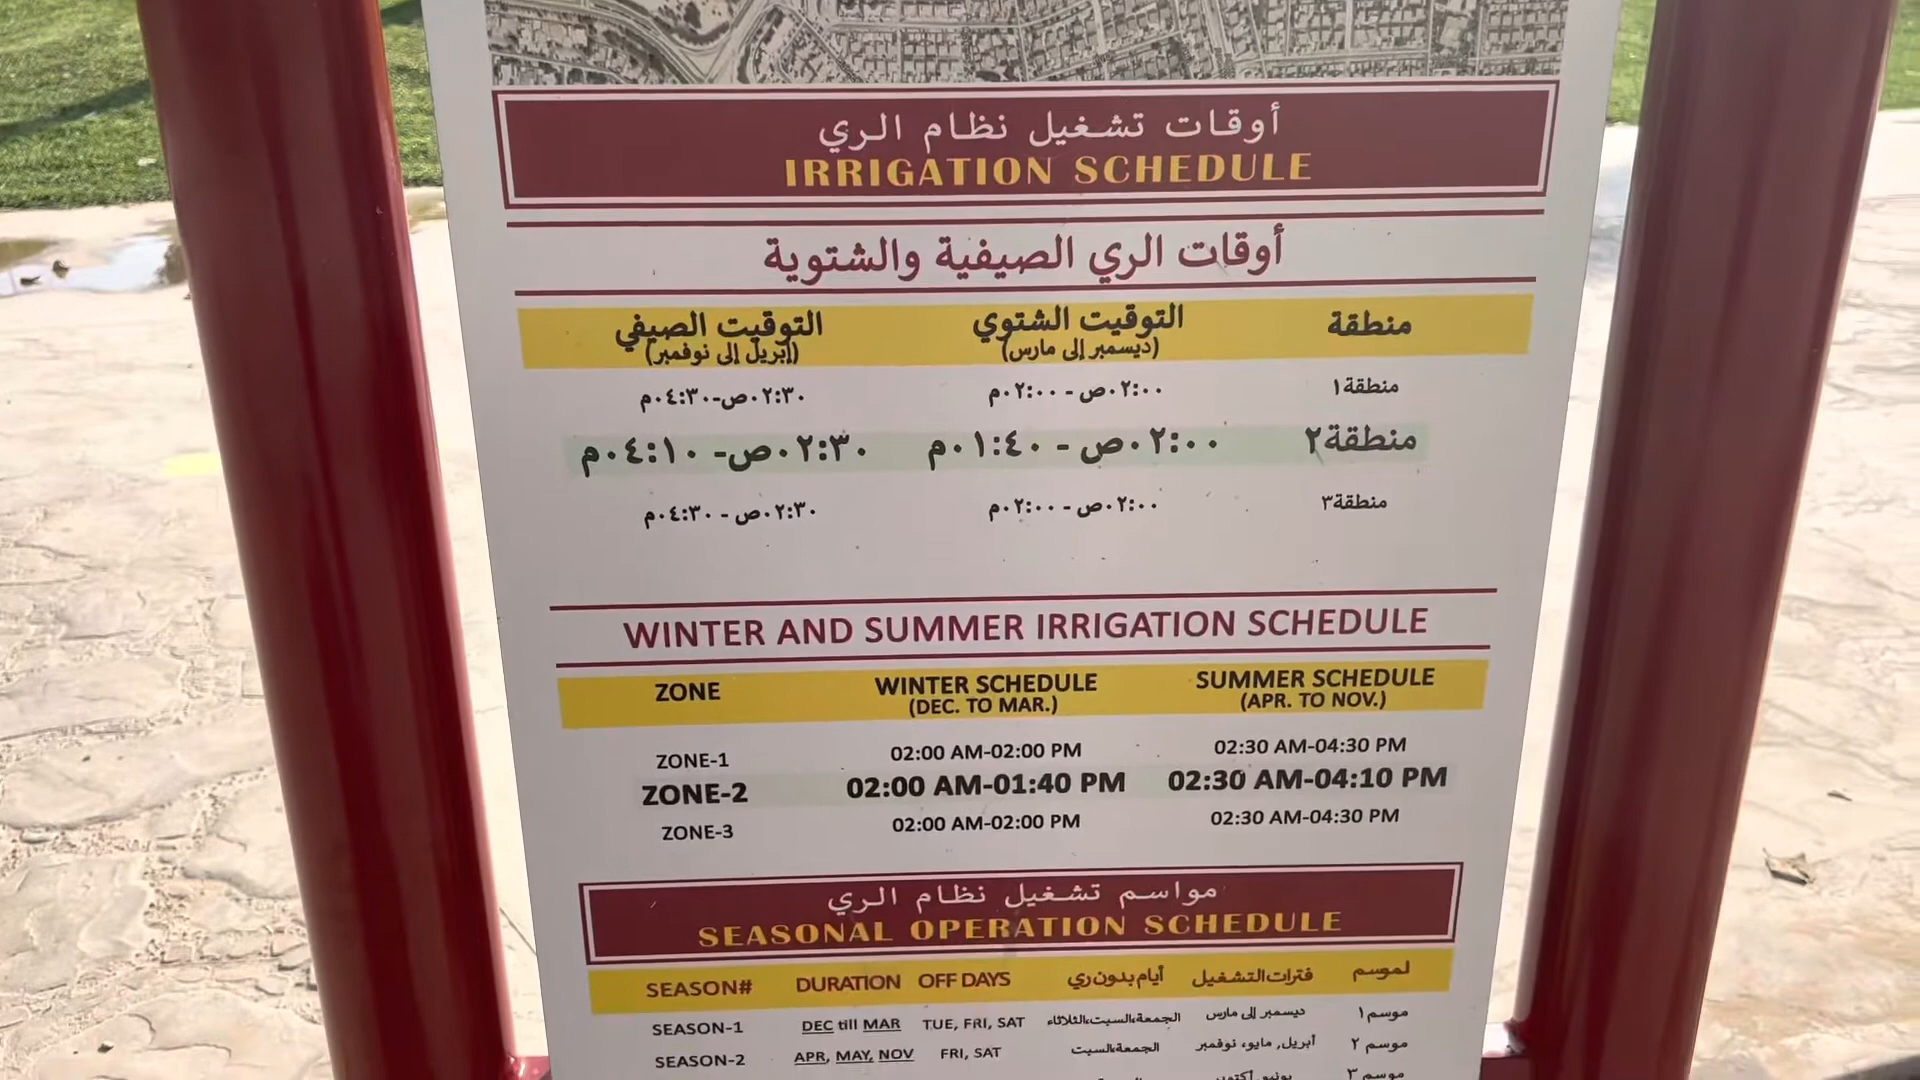 أوقات تشغيل نظام الري
IRRIGATION SCHEDULE
أوقات الري الصيفية والشتوية
منطقة التوقيت الشتوي التوقيت الصيفي
(ديسمبر إلى مارس) (إبريل إلى نوفمبر)
منطقة١ ٠٢:٠٠ص - ٠٢:٠٠م ٠٢:٣٠ص-٠٤:٣٠م
منطقة٢ ٠٢:٠٠ص - ٠١:٤٠م ٠٢:٣٠ص- ٠٤:١٠م
منطقة٣ ٠٢:٠٠ص - ٠٢:٠٠م ٠٢:٣٠ص - ٠٤:٣٠م
WINTER AND SUMMER IRRIGATION SCHEDULE
ZONE WINTER SCHEDULE SUMMER SCHEDULE
(DEC. TO MAR.) (APR. TO NOV.)
ZONE-1 02:00 AM-02:00 PM 02:30 AM-04:30 PM
ZONE-2 02:00 AM-01:40 PM 02:30 AM-04:10 PM
ZONE-3 02:00 AM-02:00 PM 02:30 AM-04:30 PM
مواسم تشغيل نظام الري
SEASONAL OPERATION SCHEDULE
SEASON# DURATION OFF DAYS أيام بدون ري فترات التشغيل لموسم
SEASON-1 DEC till MAR TUE, FRI, SAT الجمعة،السبت،الثلاثاء ديسمبر إلى مارس موسم ١
SEASON-2 APR, MAY, NOV FRI, SAT الجمعة،السبت أبريل, مايو، نوفمبر موسم ٢
موسم ٣